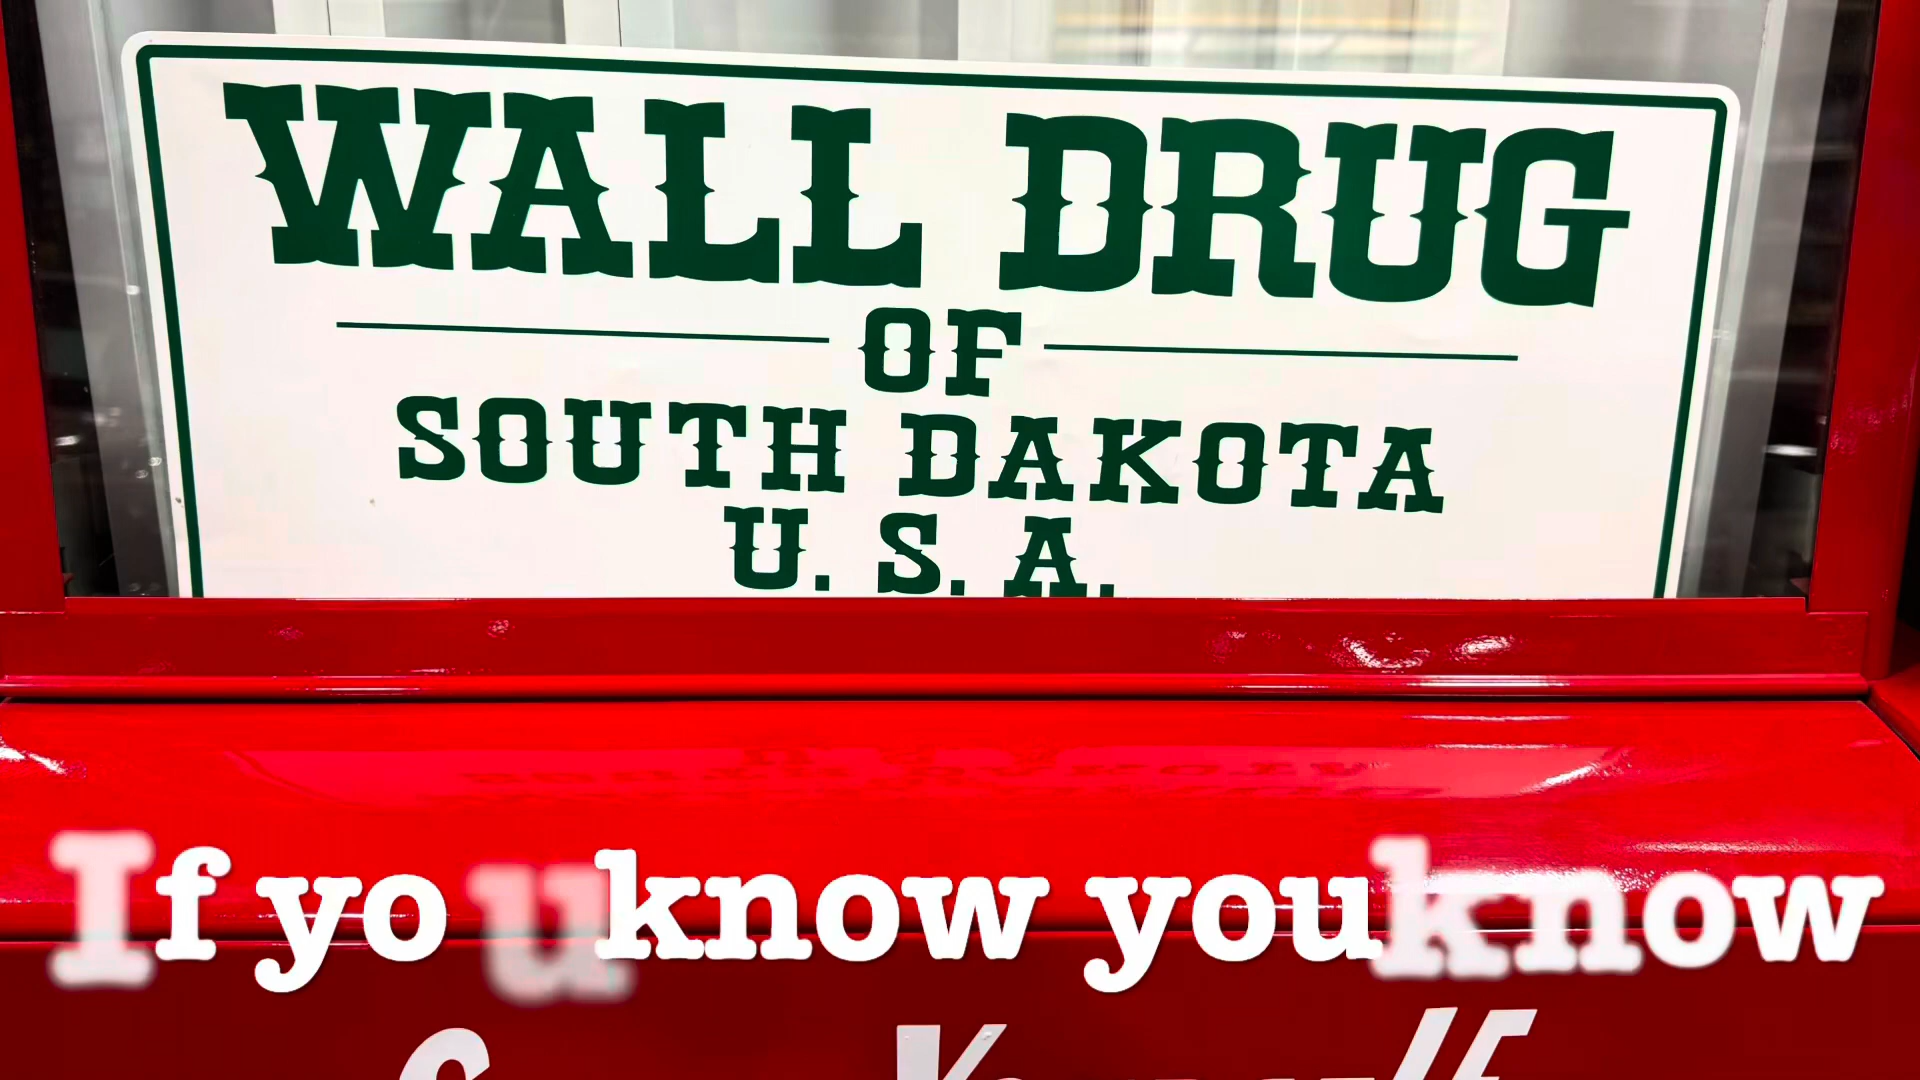 WALL DRUG
OF
SOUTH DAKOTA
U. S. A.
If you know you know